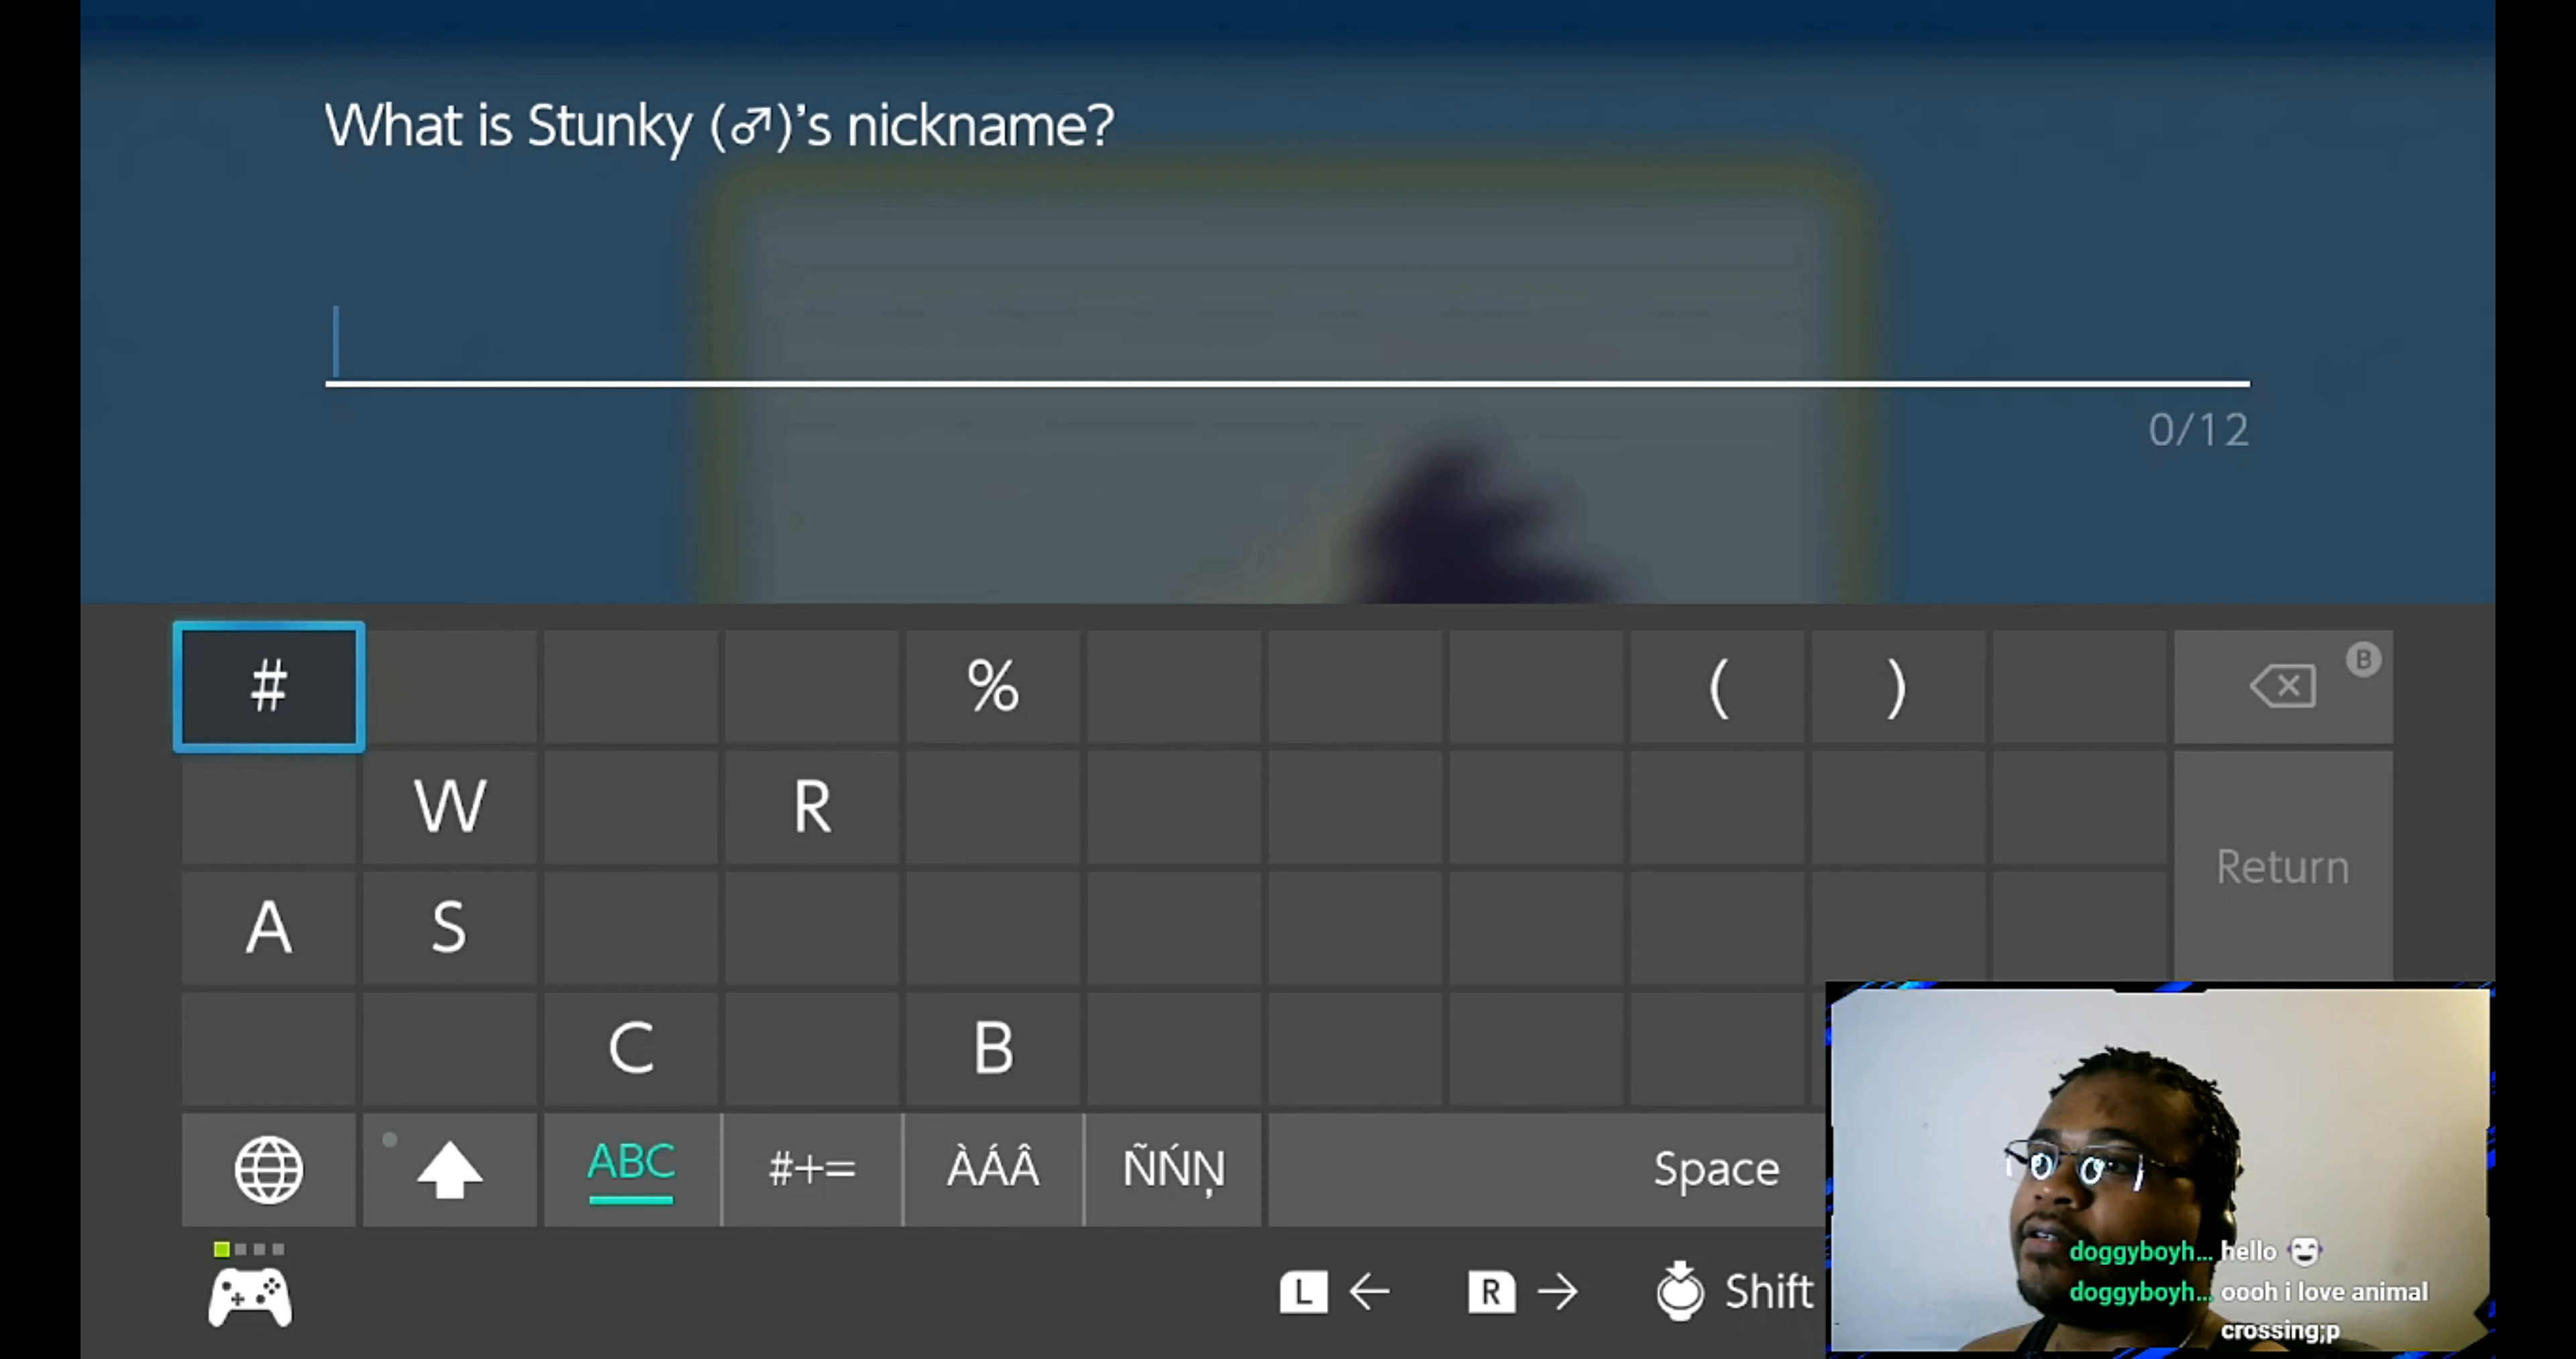 What is Stunky (♂)'s nickname?
0/12
# % ( ) B
W R
Return
A S
C B
ABC #+= ÀÁÂ ÑŃŅ Space
L ← R → Shift
doggyboyh... hello
doggyboyh... oooh i love animal
crossing;p